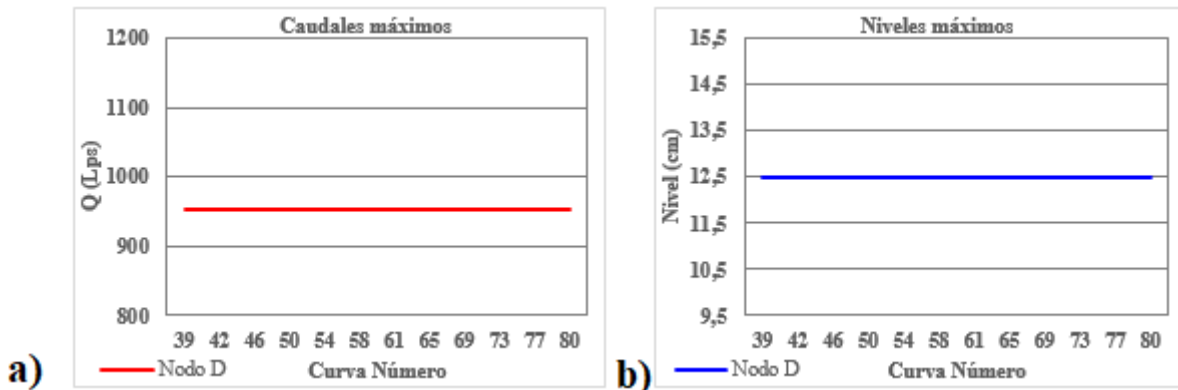 Caudales máximos
1200
1100
1000
900
800
Q (Lps)
39 42 46 50 54 58 61 65 69 73 77 80
Nodo D
Curva Número
a)
Niveles máximos
15,5
14,5
13,5
12,5
11,5
10,5
9,5
Nivel (cm)
39 42 46 50 54 58 61 65 69 73 77 80
Nodo D
Curva Número
b)